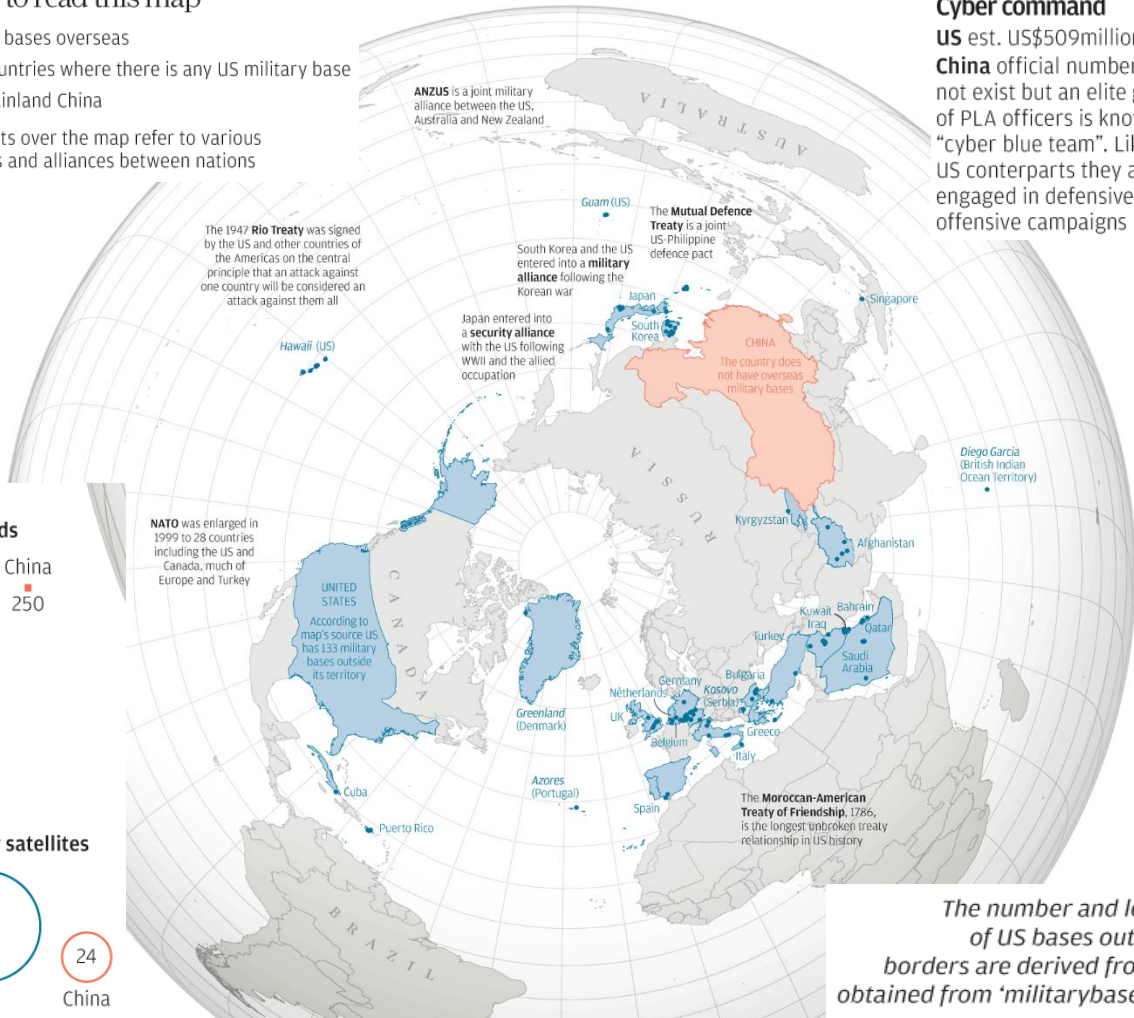 to read this map
bases overseas
untries where there is any US military base
inland China
ts over the map refer to various
s and alliances between nations
Cyber command
US est. US$509million
China official number
not exist but an elite g
of PLA officers is know
“cyber blue team”. Lik
US conterparts they a
engaged in defensive
offensive campaigns
ANZUS is a joint military
alliance between the US,
Australia and New Zealand
AUSTRALIA
The 1947 Rio Treaty was signed
by the US and other countries of
the Americas on the central
principle that an attack against
one country will be considered an
attack against them all
Guam (US)
The Mutual Defence
Treaty is a joint
US-Philippine
defence pact
South Korea and the US
entered into a military
alliance following the
Korean war
Japan
South
Korea
Singapore
Japan entered into
a security alliance
with the US following
WWII and the allied
occupation
Hawaii (US)
CHINA
The country does
not have overseas
military bases
RUSSIA
Diego Garcia
(British Indian
Ocean Territory)
Kyrgyzstan
Afghanistan
NATO was enlarged in
1999 to 28 countries
including the US and
Canada, much of
Europe and Turkey
ds
China
250
UNITED
STATES
According to
map's source US
has 133 military
bases outside
its territory
CANADA
Kuwait
Bahrain
Iraq
Qatar
Turkey
Saudi
Arabia
Bulgaria
Germany
Kosovo
(Serbia)
Netherlands
UK
Belgium
Greece
Italy
Greenland
(Denmark)
Azores
(Portugal)
Spain
Cuba
Puerto Rico
The Moroccan-American
Treaty of Friendship, 1786,
is the longest unbroken treaty
relationship in US history
satellites
24
China
BRAZIL
The number and lo
of US bases out
borders are derived fro
obtained from ‘militarybase